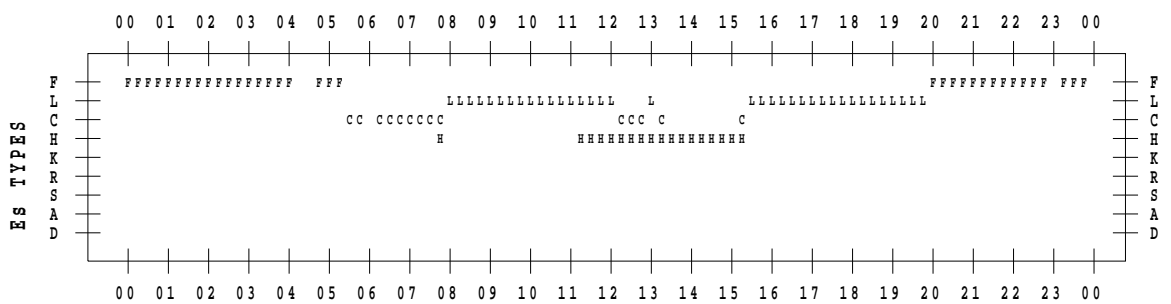 00 01 02 03 04 05 06 07 08 09 10 11 12 13 14 15 16 17 18 19 20 21 22 23 00
F FFFFFFFFFFFFFFFFF FFF FFFFFFFFFFFF FFF F
L LLLLLLLLLLLLLLLLL L LLLLLLLLLLLLLLLLLL L
C CC CCCCCCC CCC C C C
H H HHHHHHHHHHHHHHHHH H
K K
R R
S S
A A
D D
Es TYPES
00 01 02 03 04 05 06 07 08 09 10 11 12 13 14 15 16 17 18 19 20 21 22 23 00